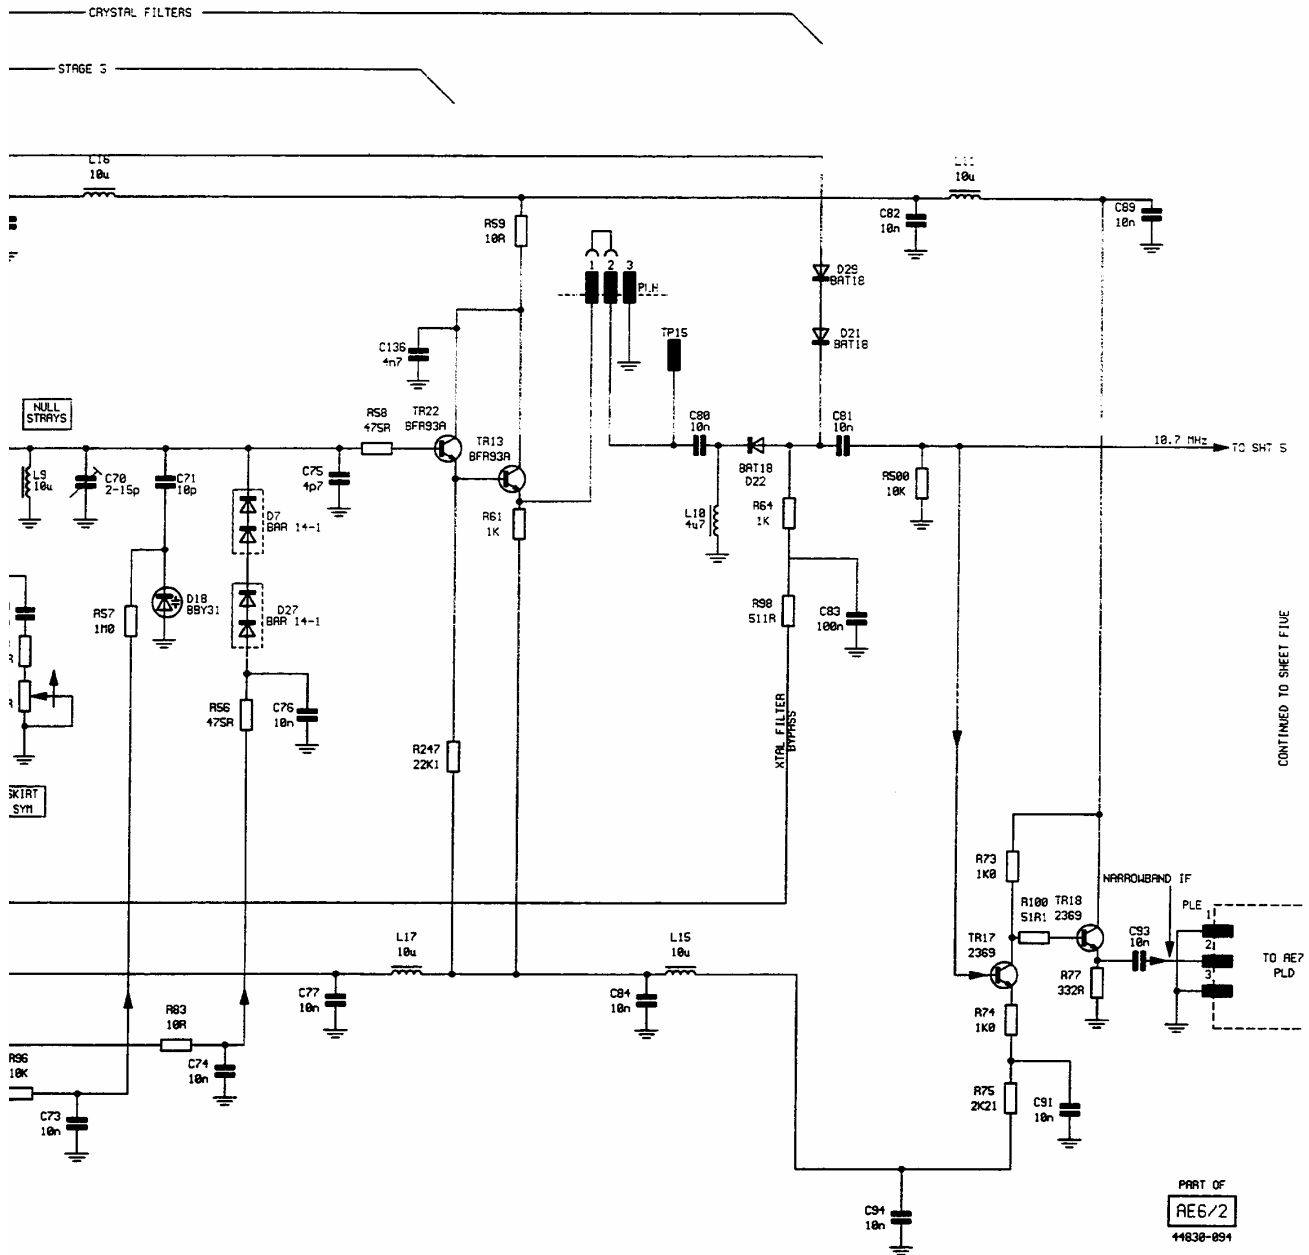 CRYSTAL FILTERS
STAGE 3
L16
10u
L11
10u
C82
10n
C89
10n
R59
10R
1 2 3
PLH
D29
BAT18
D21
BAT18
C136
4n7
TP15
NULL
STRAYS
R58
475R
TR22
BFR93A
TR13
BFR93A
C80
10n
C81
10n
10.7 MHz
TO SHT 5
L9
10u
C70
2-15p
C71
10p
C75
4p7
BAT18
D22
R500
10K
D7
BAR 14-1
R61
1K
L10
4u7
R64
1K
R57
1M0
D18
BBY31
D27
BAR 14-1
R98
511R
C83
100n
R56
475R
C76
10n
XTAL FILTER
BYPASS
CONTINUED TO SHEET FIVE
R247
22K1
SKIRT
SYM
R73
1K0
NARROWBAND IF
R100
51R1
TR18
2369
PLE
1
2
3
C93
10n
TO AE7
PLD
L17
10u
L15
10u
TR17
2369
R77
332R
C77
10n
C84
10n
R74
1K0
R83
10R
R96
10K
C74
10n
R75
2K21
C91
10n
C73
10n
C94
10n
PART OF
AE6/2
44830-094